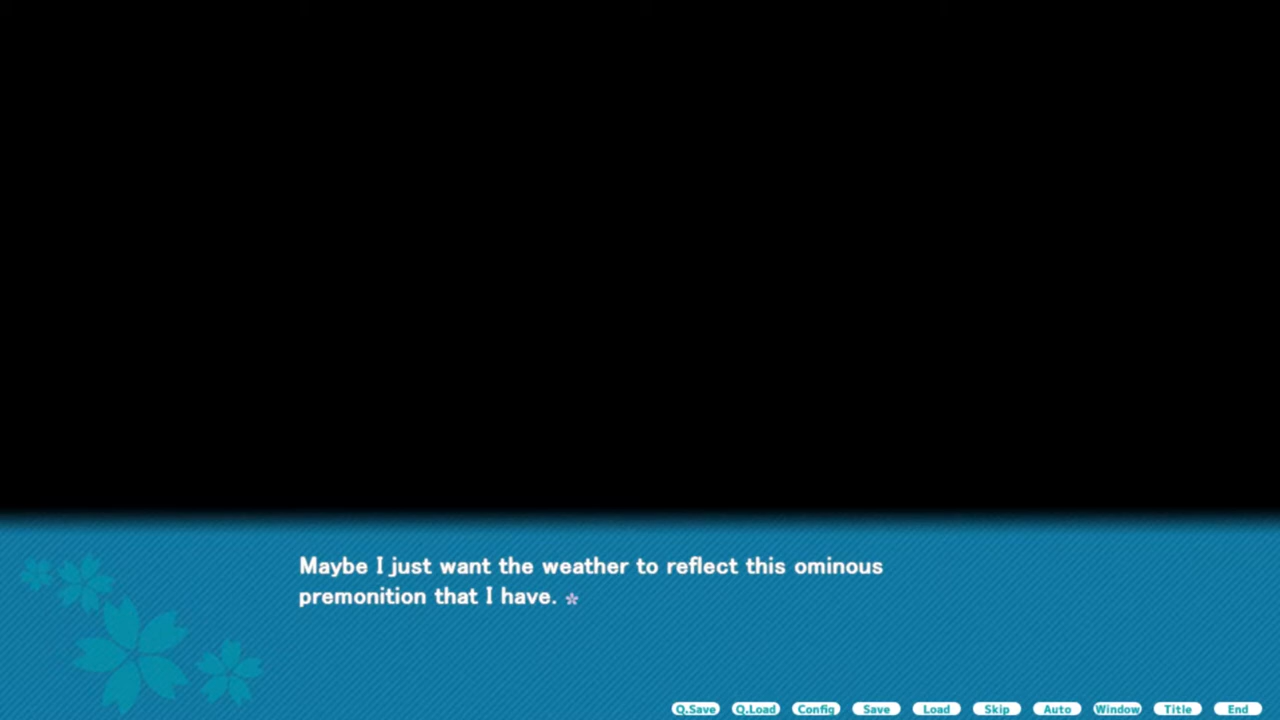 Maybe I just want the weather to reflect this ominous
premonition that I have.
Q.Save Q.Load Config Save Load Skip Auto Window Title End